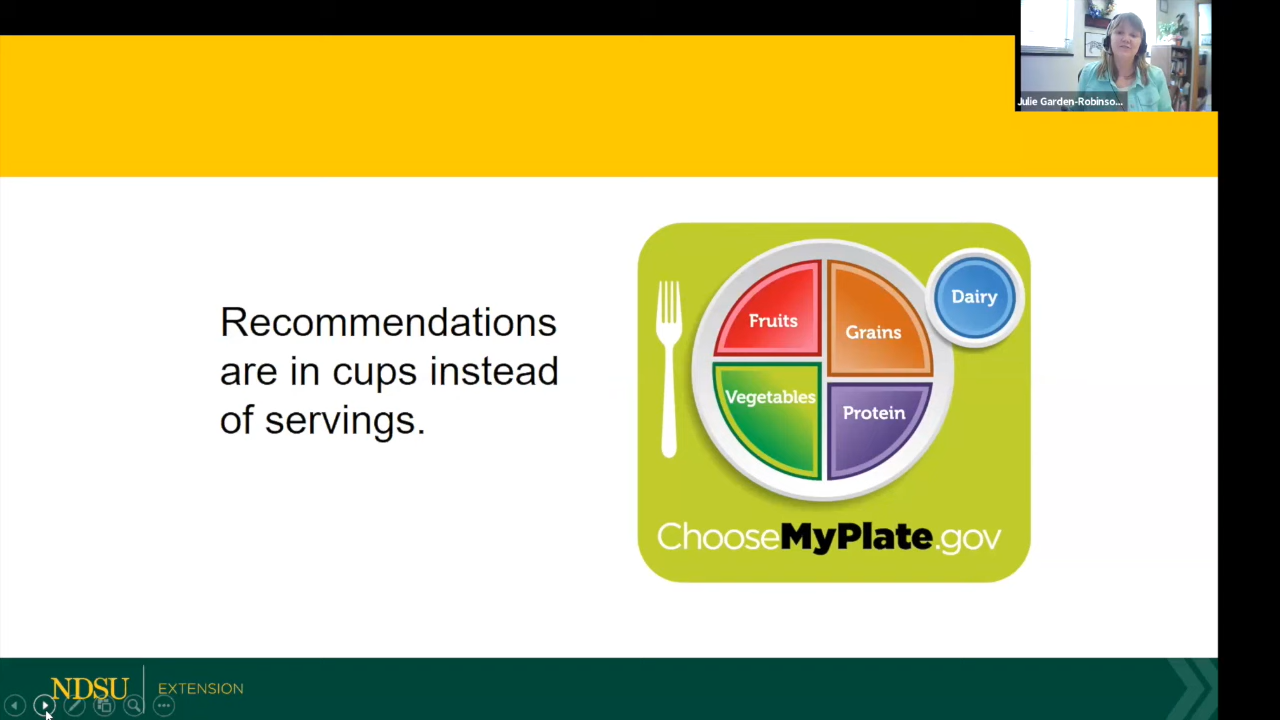 Julie Garden-Robinso...
Recommendations
are in cups instead
of servings.
Fruits
Grains
Dairy
Vegetables
Protein
ChooseMyPlate.gov
NDSU EXTENSION